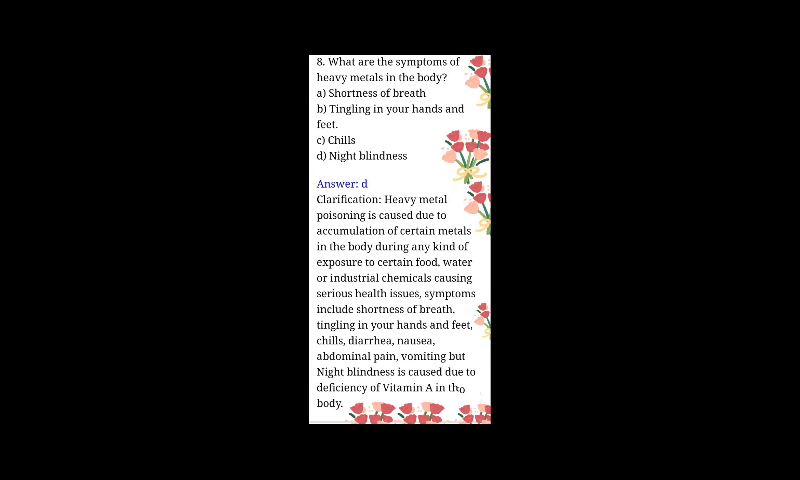 8. What are the symptoms of
heavy metals in the body?
a) Shortness of breath
b) Tingling in your hands and
feet.
c) Chills
d) Night blindness
Answer: d
Clarification: Heavy metal
poisoning is caused due to
accumulation of certain metals
in the body during any kind of
exposure to certain food, water
or industrial chemicals causing
serious health issues, symptoms
include shortness of breath,
tingling in your hands and feet,
chills, diarrhea, nausea,
abdominal pain, vomiting but
Night blindness is caused due to
deficiency of Vitamin A in
body.